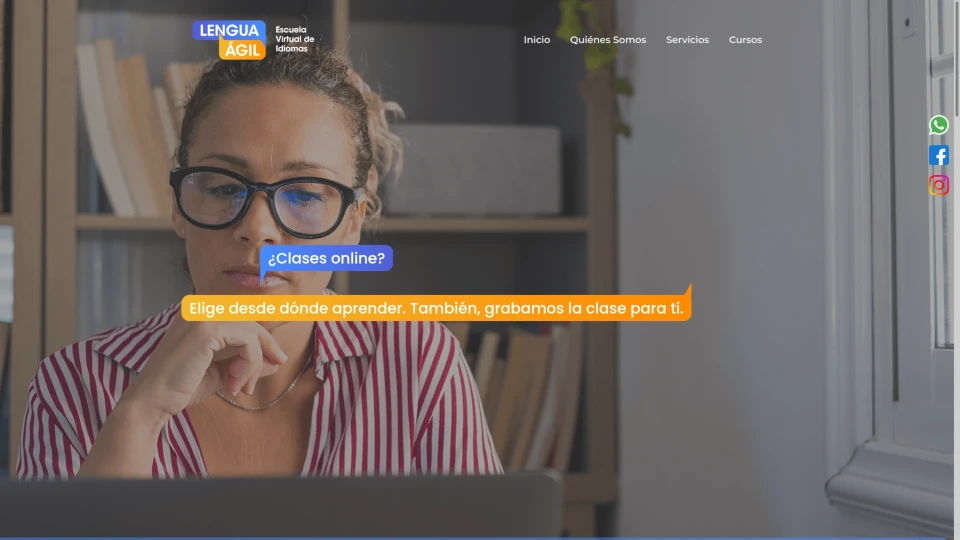 LENGUA
ÁGIL
Escuela
Virtual de
Idiomas
Inicio
Quiénes Somos
Servicios
Cursos
¿Clases online?
Elige desde dónde aprender. También, grabamos la clase para tí.